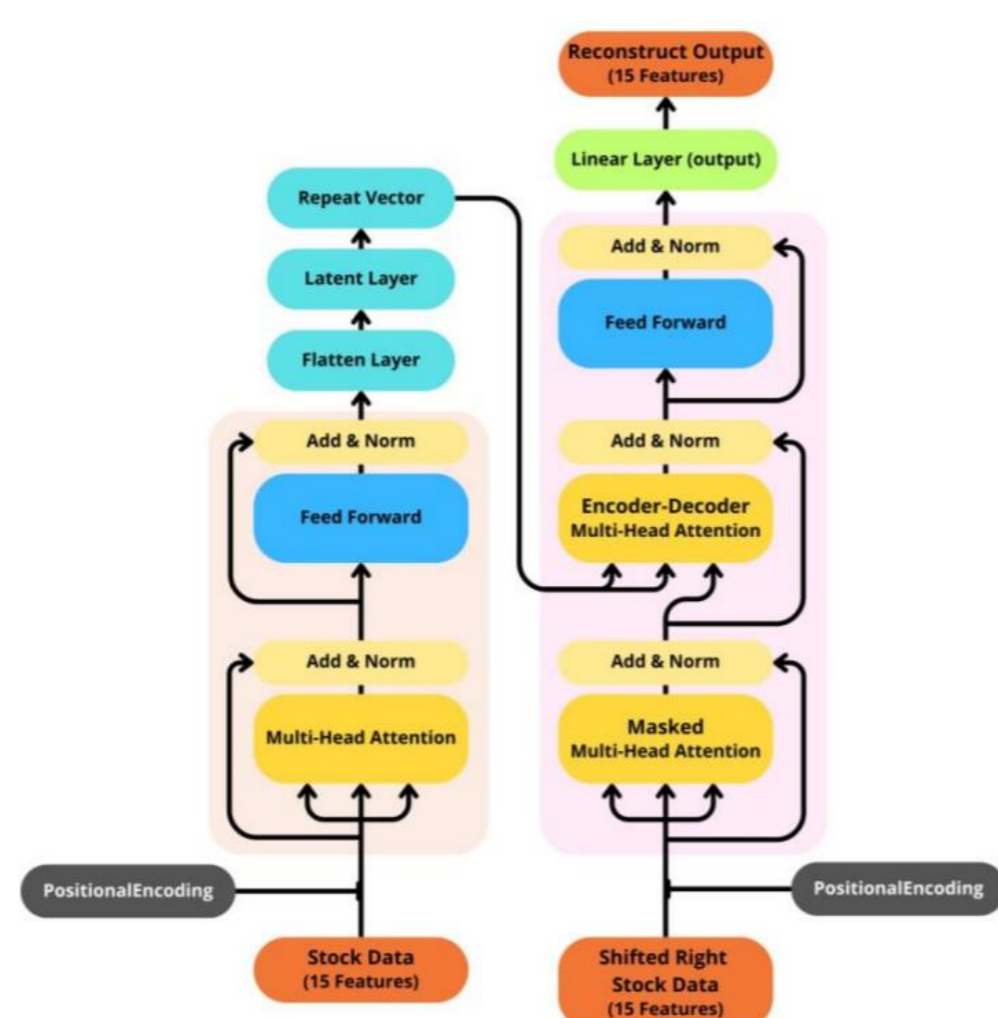 Reconstruct Output
(15 Features)
Linear Layer (output)
Repeat Vector
Add & Norm
Latent Layer
Feed Forward
Flatten Layer
Add & Norm
Add & Norm
Feed Forward
Encoder-Decoder
Multi-Head Attention
Add & Norm
Add & Norm
Multi-Head Attention
Masked
Multi-Head Attention
PositionalEncoding
PositionalEncoding
Stock Data
(15 Features)
Shifted Right
Stock Data
(15 Features)